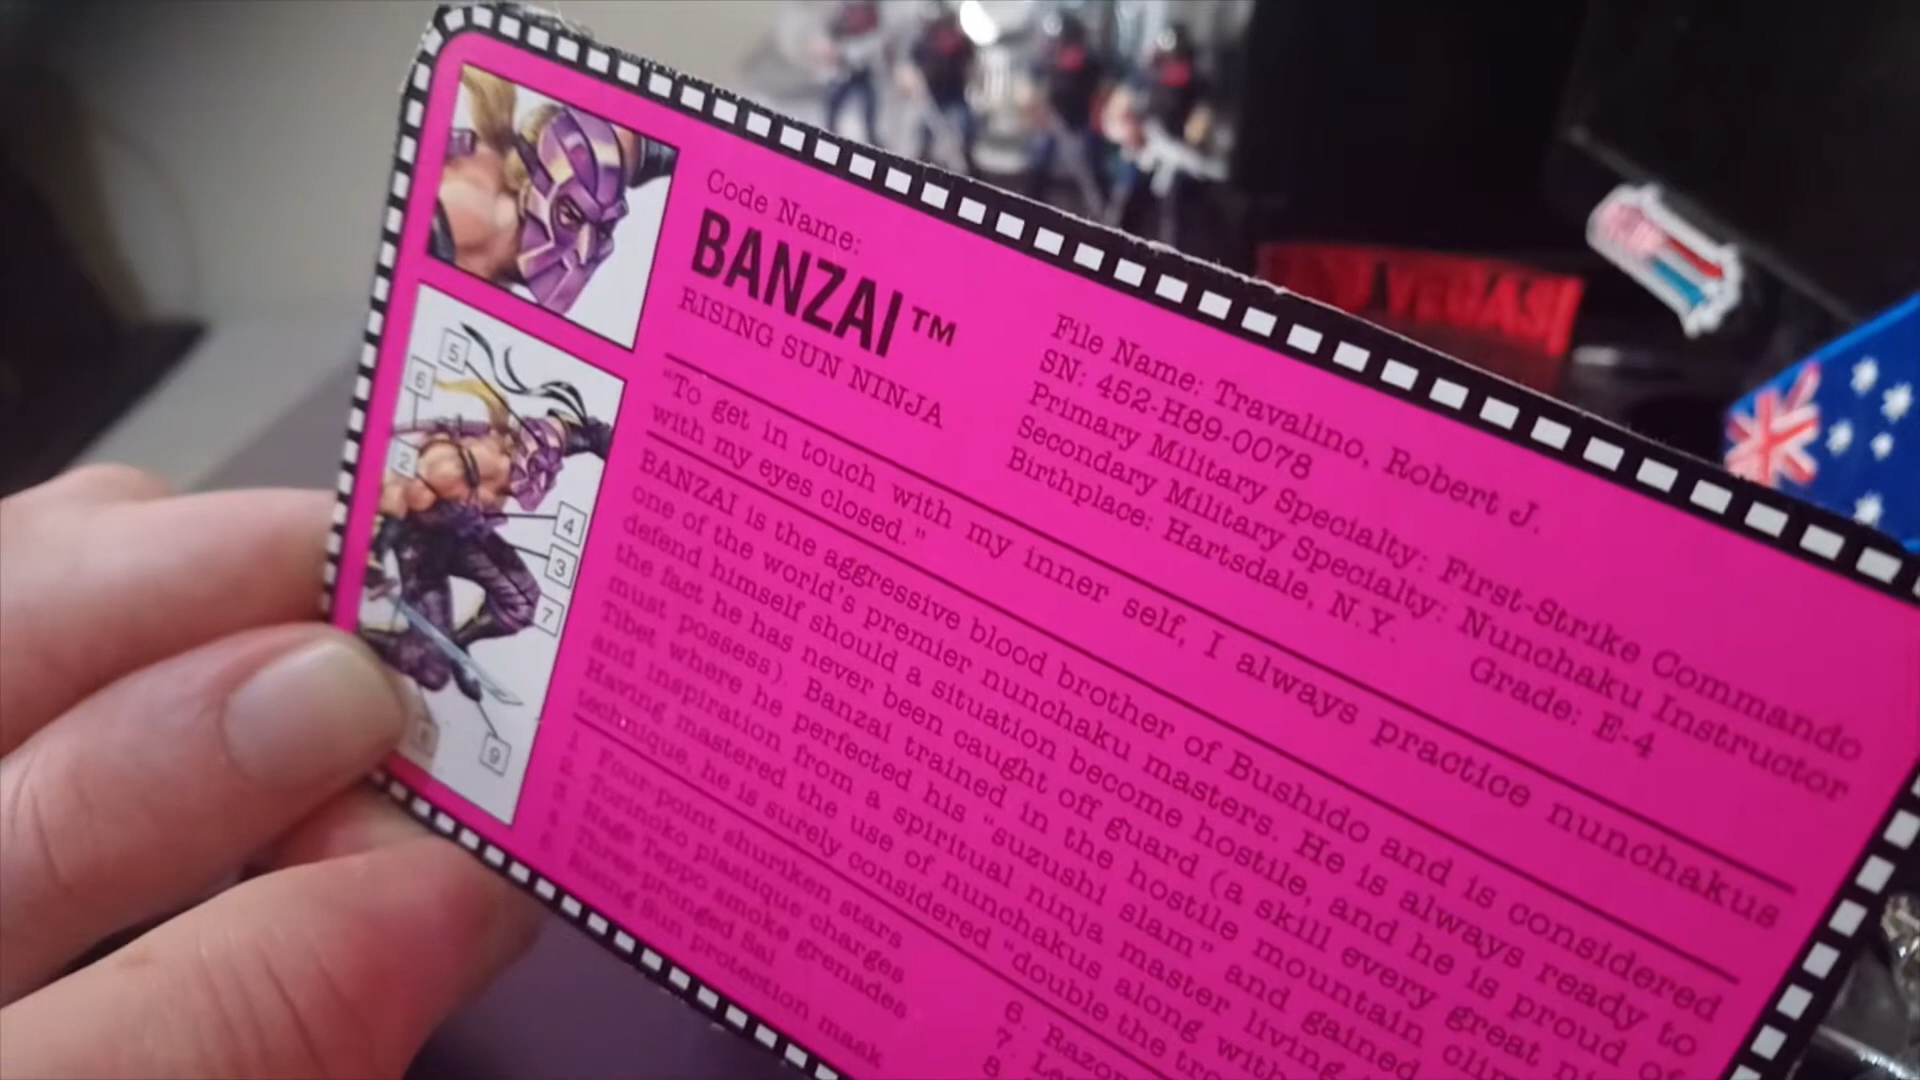 Code Name:
BANZAI™
RISING SUN NINJA
File Name: Travalino, Robert J.
SN: 452-H89-0078
Primary Military Specialty: First-Strike Commando
Secondary Military Specialty: Nunchaku Instructor
Birthplace: Hartsdale, N.Y. Grade: E-4
"To get in touch with my inner self, I always practice nunchakus
with my eyes closed."
BANZAI is the aggressive blood brother of Bushido and is considered
one of the world's premier nunchaku masters. He is always ready to
defend himself should a situation become hostile, and he is proud of
the fact he has never been caught off guard (a skill every great
must possess). Banzai trained in the hostile mountain
Tibet where he perfected his "suzushi slam" and gained
and inspiration from a spiritual ninja master living
Having mastered the use of nunchakus along with
technique, he is surely considered "double the
1. Four-point shuriken stars
2. Torinoko plastique charges
3. Nage Teppo smoke grenades
4. Three-pronged Sai
5. Rising Sun protection mask
6. Razor
7.
8
5
6
2
4
3
7
9
VEGAS